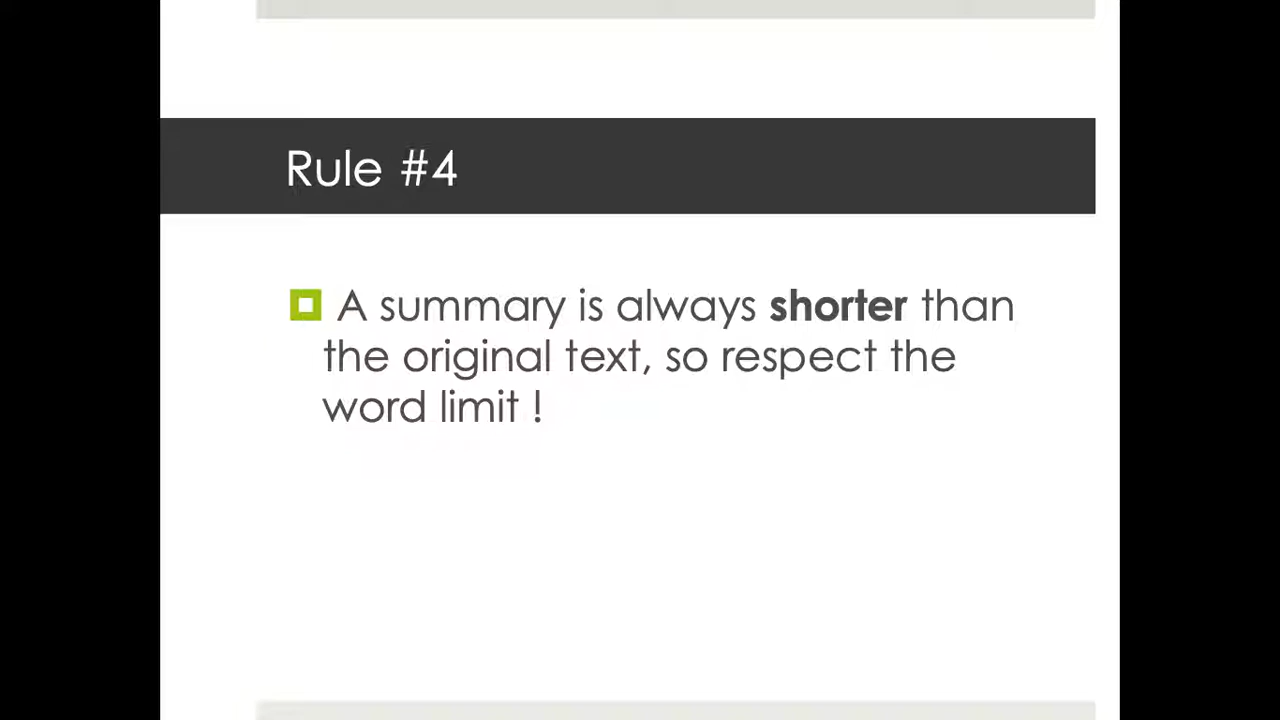 Rule #4
A summary is always shorter than
the original text, so respect the
word limit !